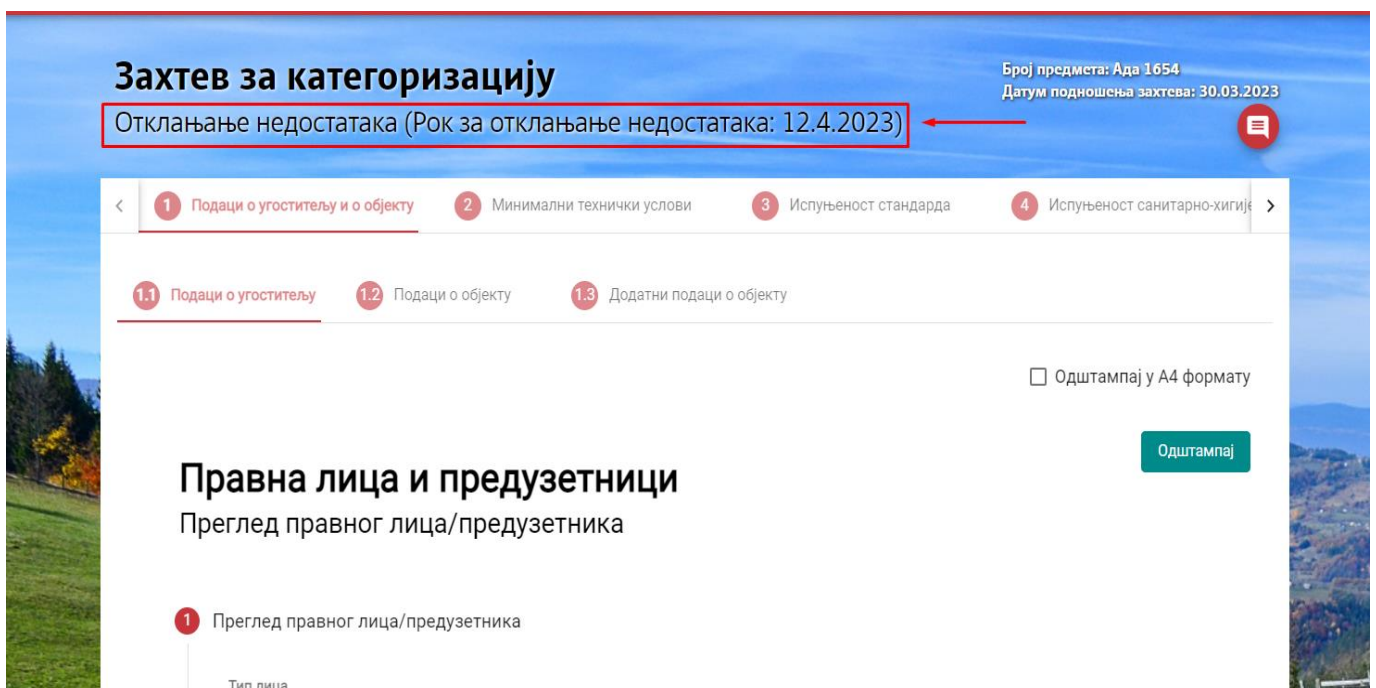 Захтев за категоризацију
Број предмета: Ада 1654
Датум подношења захтева: 30.03.2023
Отклањање недостатака (Рок за отклањање недостатака: 12.4.2023)
1 Подаци о угоститељу и о објекту 2 Минимални технички услови 3 Испуњеност стандарда 4 Испуњеност санитарно-хигије
1.1 Подаци о угоститељу 1.2 Подаци о објекту 1.3 Додатни подаци о објекту
Одштампај у А4 формату
Одштампај
Правна лица и предузетници
Преглед правног лица/предузетника
1 Преглед правног лица/предузетника
Тип лица